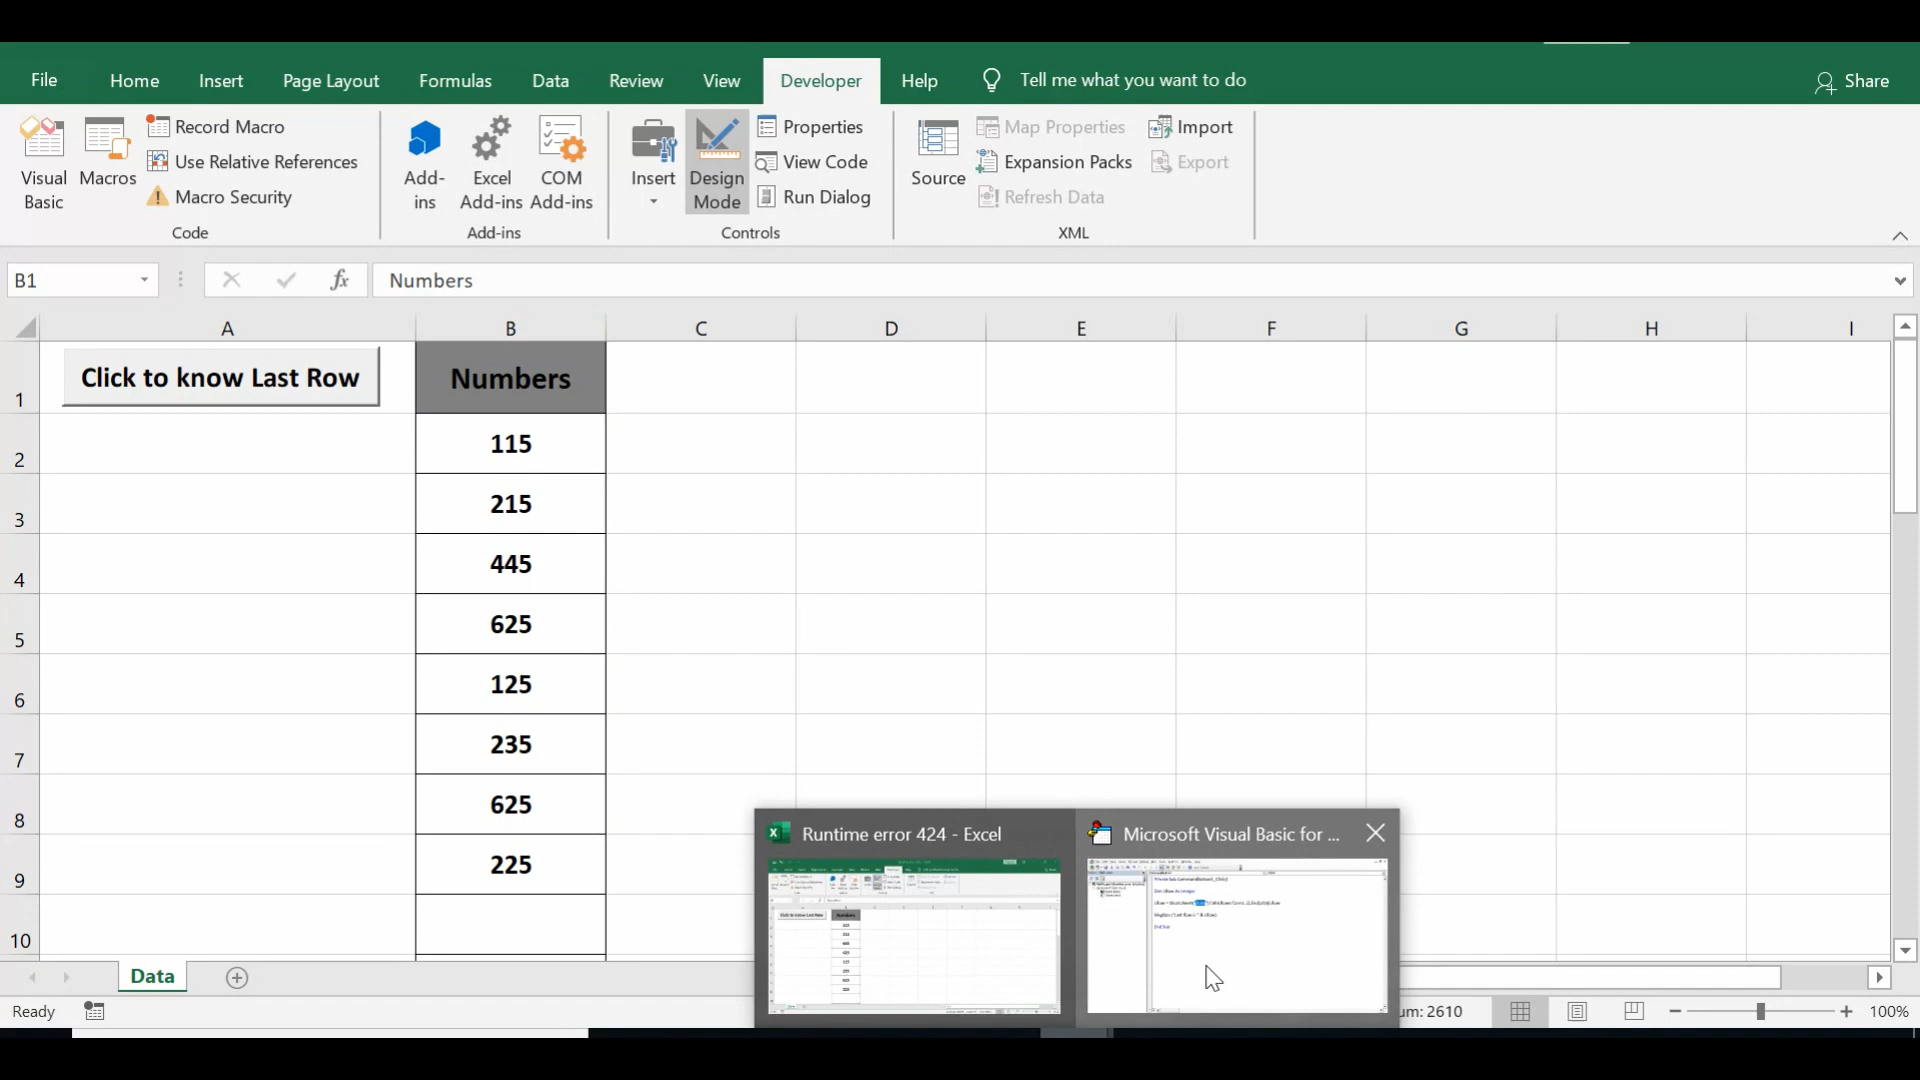 File Home Insert Page Layout Formulas Data Review View Developer Help Tell me what you want to do Share
Visual Basic
Macros
Record Macro
Use Relative References
Macro Security
Code
Add-ins
Excel Add-ins
COM Add-ins
Add-ins
Insert
Design Mode
Properties
View Code
Run Dialog
Controls
Source
Map Properties
Expansion Packs
Refresh Data
Import
Export
XML
B1 fx Numbers
A B C D E F G H I
1 Click to know Last Row Numbers
2 115
3 215
4 445
5 625
6 125
7 235
8 625
9 225
10
Runtime error 424 - Excel
Microsoft Visual Basic for ...
Data
Ready um: 2610 100%